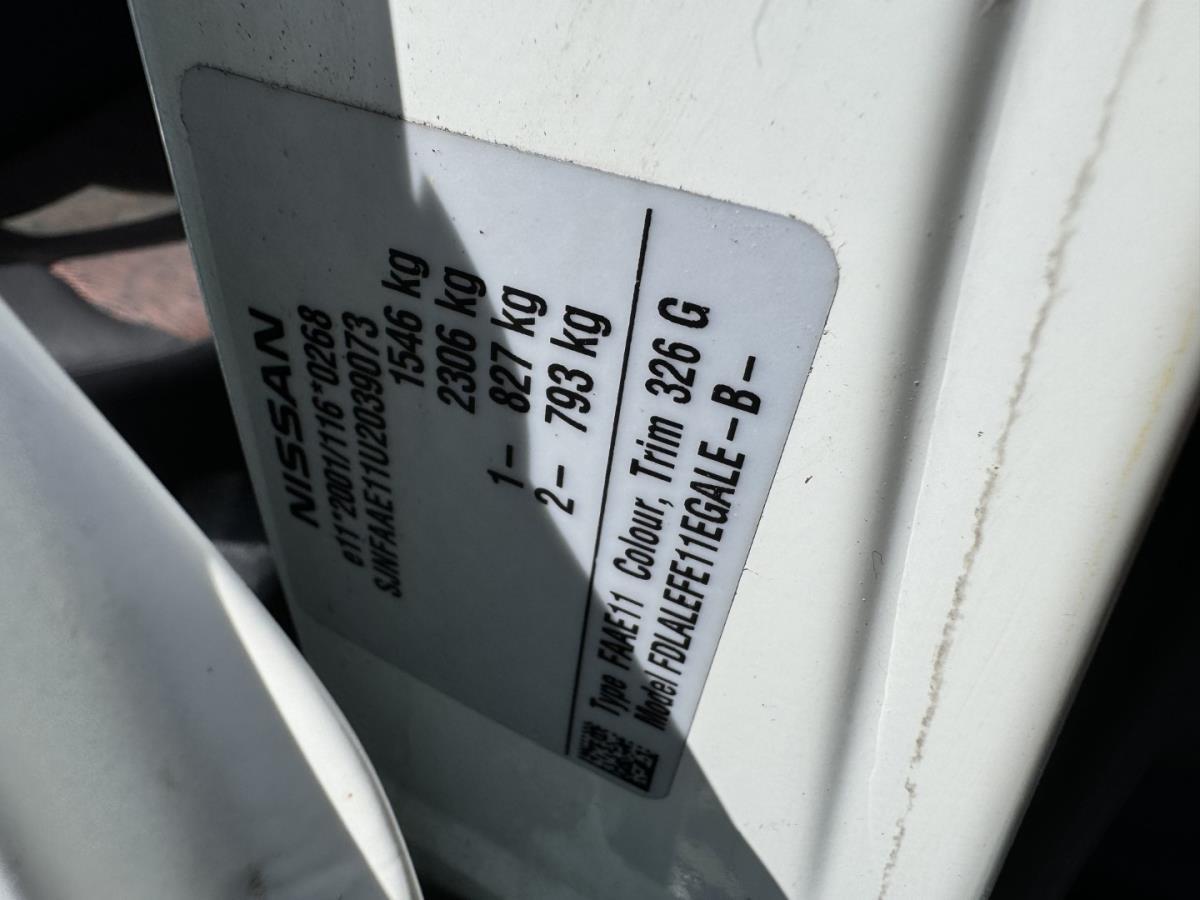 NISSAN
e11*2001/116*0268
SJNFAAE11U2039073
1546 kg
2306 kg
1– 827 kg
2– 793 kg
Type FAAE11 Colour, Trim 326 G
Model FDLALEFE11EGALE–B–